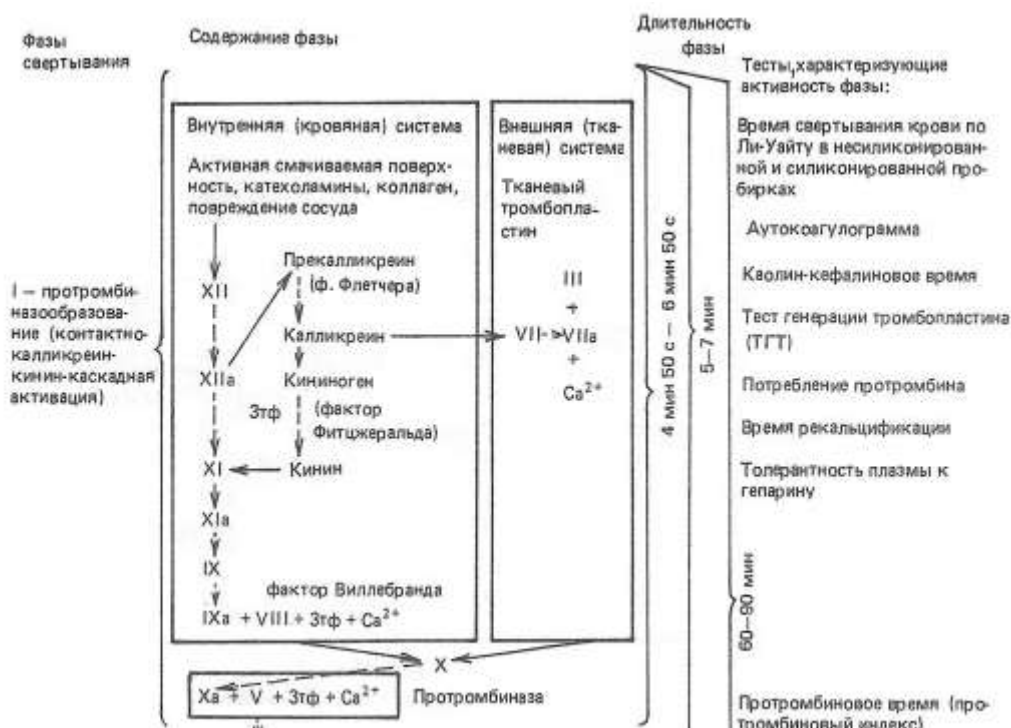 Фазы
свертывания
Содержание фазы
Длительность
фазы
Тесты, характеризующие
активность фазы:
I — протромби-
назообразова-
ние (контактно-
калликреин-
кинин-каскадная
активация)
Внутренняя (кровяная) система
Активная смачиваемая поверх-
ность, катехоламины, коллаген,
повреждение сосуда
XII
Прекалликреин
(ф. Флетчера)
Калликреин
XIIa
Кининоген
3тф
(фактор
Фитцжеральда)
XI
Кинин
XIa
IX
фактор Виллебранда
IXa + VIII + 3тф + Ca²⁺
Внешняя (тка-
невая) система
Тканевый
тромбопла-
стин
III
+
VII VIIa
+
Ca²⁺
X
Xa + V + 3тф + Ca²⁺ Протромбиназа
4 мин 50 с — 6 мин 50 с
5—7 мин
60—90 мин
Время свертывания крови по
Ли-Уайту в несиликонирован-
ной и силиконированной про-
бирках
Аутокоагулограмма
Каолин-кефалиновое время
Тест генерации тромбопластина
(ТГТ)
Потребление протромбина
Время рекальцификации
Толерантность плазмы к
гепарину
Протромбиновое время (про-
тромбиновый индекс)